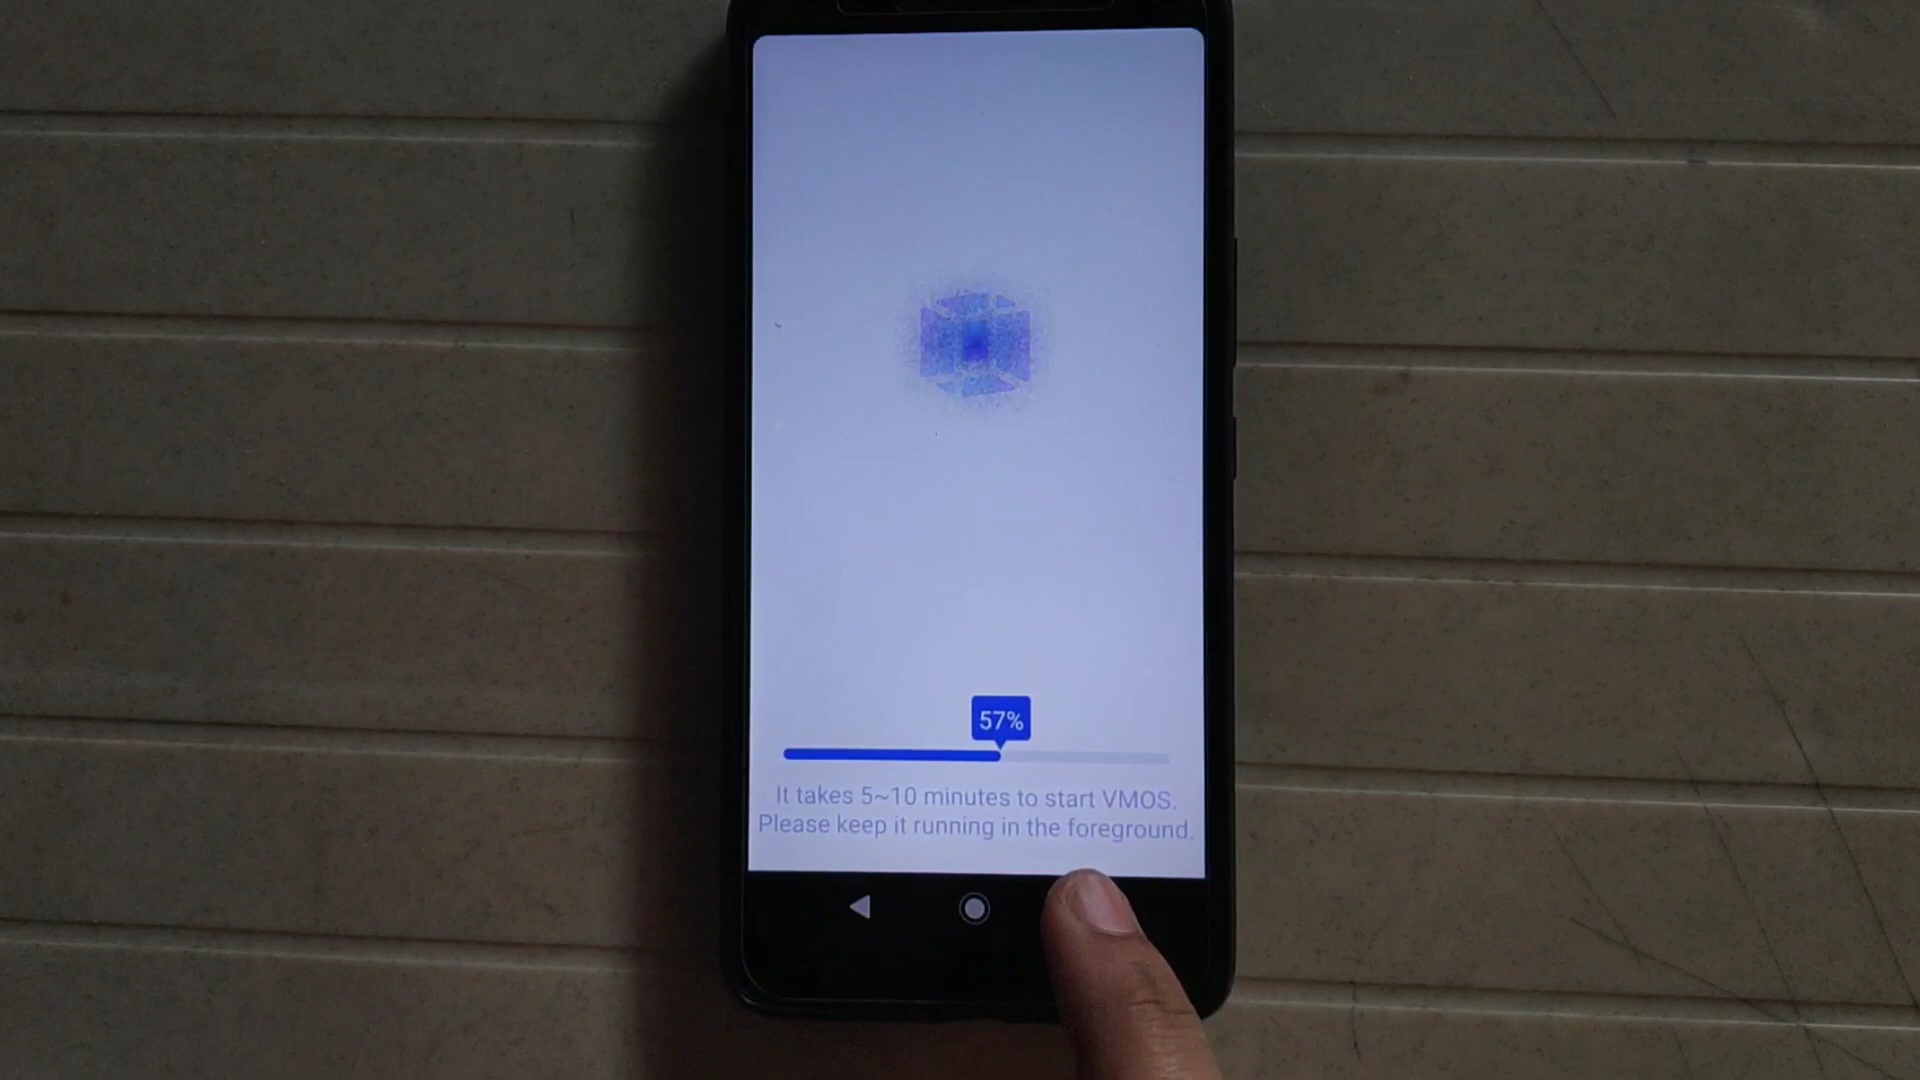 57%
It takes 5~10 minutes to start VMOS.
Please keep it running in the foreground.